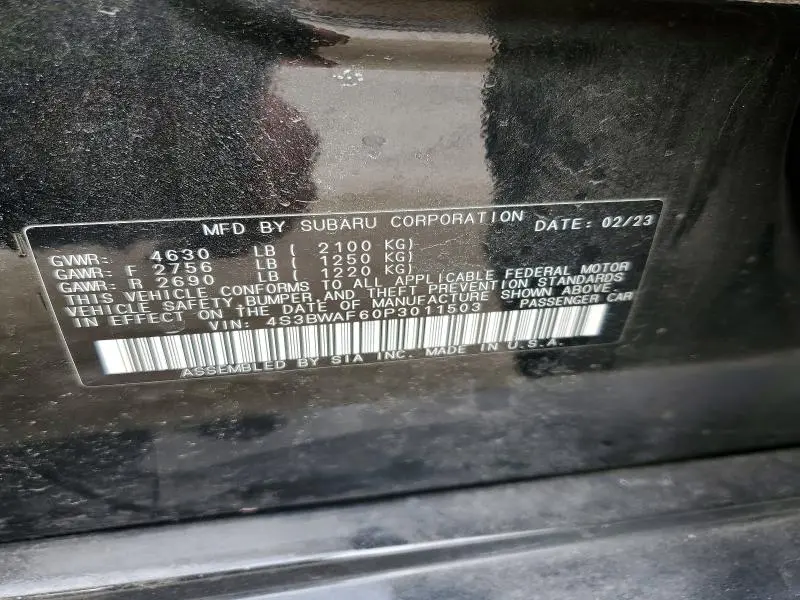 MFD BY SUBARU CORPORATION DATE: 02/23
GVWR: 4630 LB ( 2100 KG)
GAWR: F 2756 LB ( 1250 KG)
GAWR: R 2690 LB ( 1220 KG)
THIS VEHICLE CONFORMS TO ALL APPLICABLE FEDERAL MOTOR
VEHICLE SAFETY, BUMPER, AND THEFT PREVENTION STANDARDS
IN EFFECT ON THE DATE OF MANUFACTURE SHOWN ABOVE.
VIN: 4S3BWAF60P3011503 PASSENGER CAR
ASSEMBLED BY SIA INC. MADE IN U.S.A.